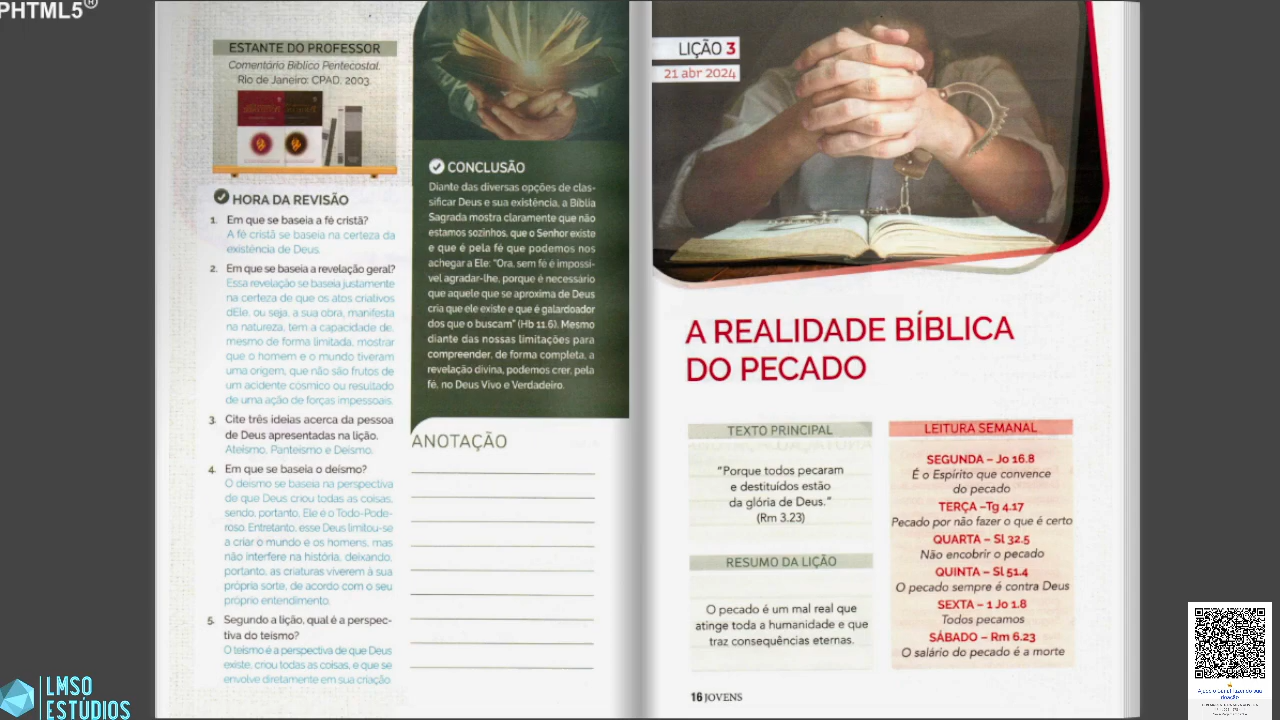 PHTML5®
ESTANTE DO PROFESSOR
Comentário Bíblico Pentecostal.
Rio de Janeiro: CPAD, 2003.
HORA DA REVISÃO
1. Em que se baseia a fé cristã?
A fé cristã se baseia na certeza da
existência de Deus.
2. Em que se baseia a revelação geral?
Essa revelação se baseia justamente
na certeza de que os atos criativos
dEle, ou seja, a sua obra, manifesta
na natureza, tem a capacidade de,
mesmo de forma limitada, mostrar
que o homem e o mundo tiveram
uma origem, que não são frutos de
um acidente cósmico ou resultado
de uma ação de forças impessoais.
3. Cite três ideias acerca da pessoa
de Deus apresentadas na lição.
Ateísmo, Panteísmo e Deísmo.
4. Em que se baseia o deísmo?
O deísmo se baseia na perspectiva
de que Deus criou todas as coisas,
sendo, portanto, Ele é o Todo-Pode-
roso. Entretanto, esse Deus limitou-se
a criar o mundo e os homens, mas
não interfere na história, deixando,
portanto, as criaturas viverem à sua
própria sorte, de acordo com o seu
próprio entendimento.
5. Segundo a lição, qual é a perspec-
tiva do teísmo?
O teísmo é a perspectiva de que Deus
existe, criou todas as coisas, e que se
envolve diretamente em sua criação
CONCLUSÃO
Diante das diversas opções de clas-
sificar Deus e sua existência, a Bíblia
Sagrada mostra claramente que não
estamos sozinhos, que o Senhor existe
e que é pela fé que podemos nos
achegar a Ele: "Ora, sem fé é impossí-
vel agradar-lhe, porque é necessário
que aquele que se aproxima de Deus
creia que ele existe e que é galardoador
dos que o buscam" (Hb 11.6). Mesmo
diante das nossas limitações para
compreender, de forma completa, a
revelação divina, podemos crer, pela
fé, no Deus Vivo e Verdadeiro.
ANOTAÇÃO
LIÇÃO 3
21 abr 2024
A REALIDADE BÍBLICA
DO PECADO
TEXTO PRINCIPAL
"Porque todos pecaram
e destituídos estão
da glória de Deus."
(Rm 3.23)
RESUMO DA LIÇÃO
O pecado é um mal real que
atinge toda a humanidade e que
traz consequências eternas.
LEITURA SEMANAL
SEGUNDA – Jo 16.8
É o Espírito que convence
do pecado
TERÇA –Tg 4.17
Pecado por não fazer o que é certo
QUARTA – Sl 32.5
Não encobrir o pecado
QUINTA – Sl 51.4
O pecado sempre é contra Deus
SEXTA – 1 Jo 1.8
Todos pecamos
SÁBADO – Rm 6.23
O salário do pecado é a morte
16 JOVENS
LMSO
ESTUDIOS